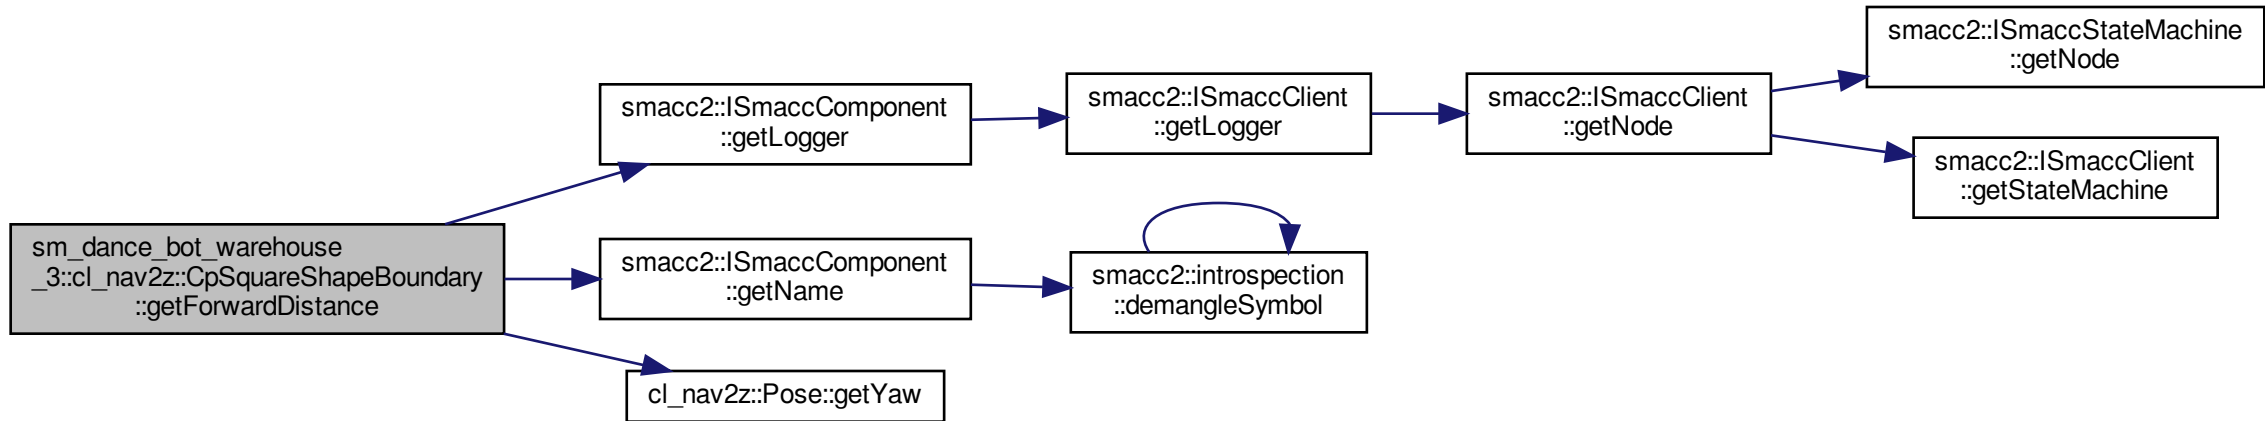 smacc2::ISmaccStateMachine
::getNode
smacc2::ISmaccComponent
::getLogger
smacc2::ISmaccClient
::getLogger
smacc2::ISmaccClient
::getNode
smacc2::ISmaccClient
::getStateMachine
sm_dance_bot_warehouse
_3::cl_nav2z::CpSquareShapeBoundary
::getForwardDistance
smacc2::ISmaccComponent
::getName
smacc2::introspection
::demangleSymbol
cl_nav2z::Pose::getYaw